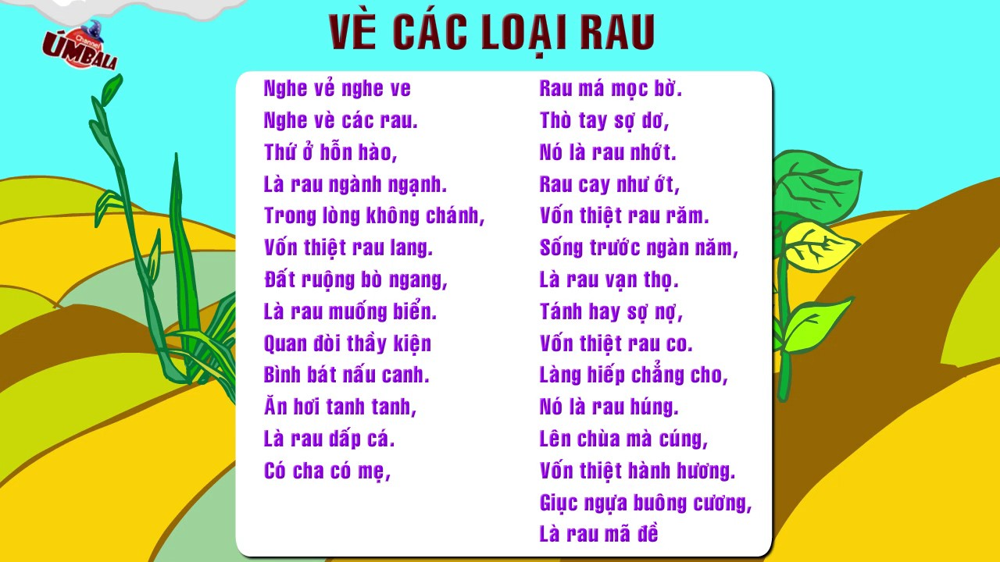 VÈ CÁC LOẠI RAU
Channel
ÚMBALA
Nghe vẻ nghe ve
Nghe vè các rau.
Thứ ở hỗn hào,
Là rau ngành ngạnh.
Trong lòng không chánh,
Vốn thiệt rau lang.
Đất ruộng bò ngang,
Là rau muống biển.
Quan đòi thầy kiện
Bình bát nấu canh.
Ăn hơi tanh tanh,
Là rau dấp cá.
Có cha có mẹ,
Rau má mọc bờ.
Thò tay sợ dơ,
Nó là rau nhớt.
Rau cay như ớt,
Vốn thiệt rau răm.
Sống trước ngàn năm,
Là rau vạn thọ.
Tánh hay sợ nợ,
Vốn thiệt rau co.
Làng hiếp chẳng cho,
Nó là rau húng.
Lên chùa mà cúng,
Vốn thiệt hành hương.
Giục ngựa buông cương,
Là rau mã đề